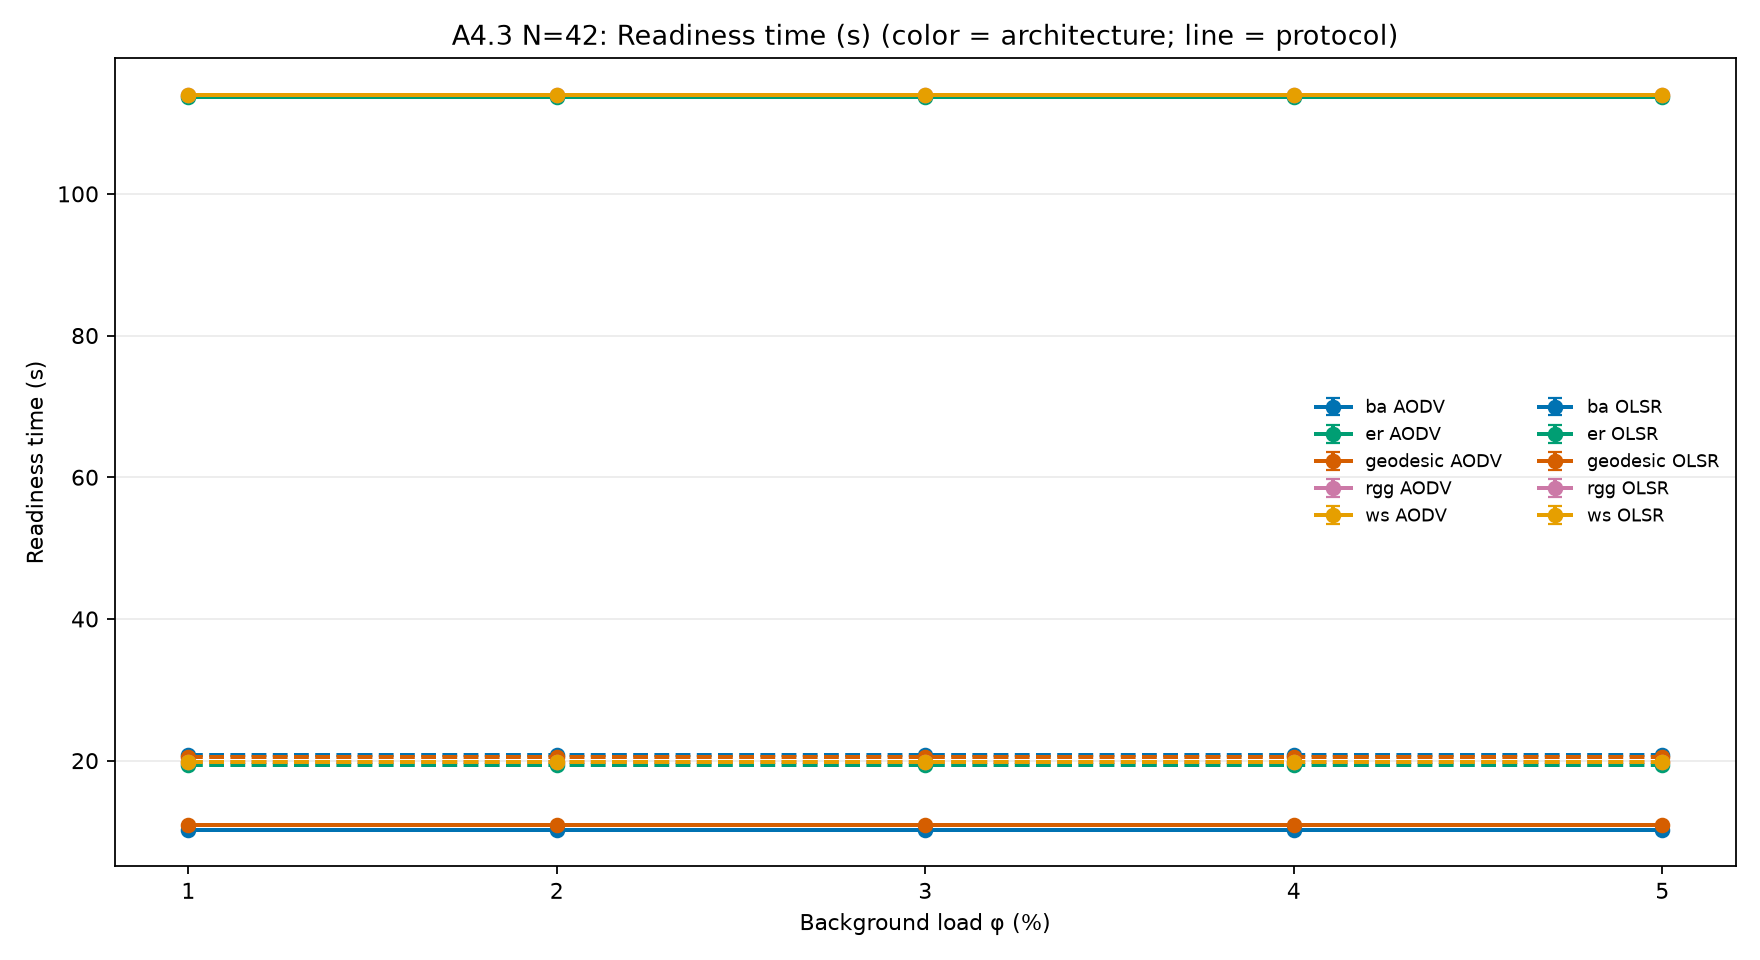 A4.3 N=42: Readiness time (s) (color = architecture; line = protocol)
Readiness time (s)
100
80
60
40
20
ba AODV
er AODV
geodesic AODV
rgg AODV
ws AODV
ba OLSR
er OLSR
geodesic OLSR
rgg OLSR
ws OLSR
1 2 3 4 5
Background load φ (%)